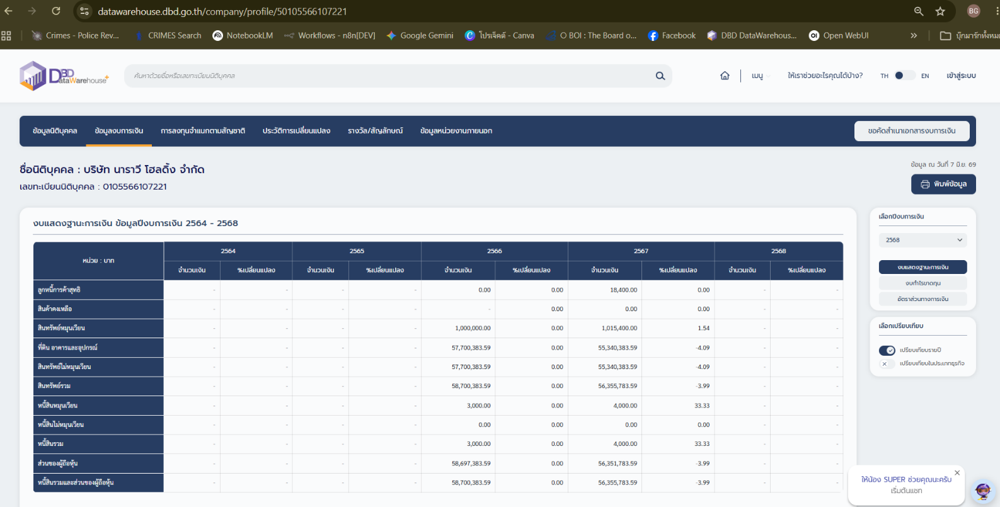 datawarehouse.dbd.go.th/company/profile/50105566107221
BG
Crimes - Police Rev... CRIMES Search NotebookLM Workflows - n8n[DEV] Google Gemini โปรเจ็คต์ - Canva O BOI : The Board o... Facebook DBD DataWarehous... Open WebUI » บุ๊กมาร์กทั้งหมด
DBD DataWarehouse+
ค้นหาด้วยชื่อหรือเลขทะเบียนนิติบุคคล
เมนู ให้เราช่วยอะไรคุณได้บ้าง? TH EN เข้าสู่ระบบ
ข้อมูลนิติบุคคล ข้อมูลงบการเงิน การลงทุนจำแนกตามสัญชาติ ประวัติการเปลี่ยนแปลง รางวัล/สัญลักษณ์ ข้อมูลหน่วยงานภายนอก ขอคัดสำเนาเอกสารงบการเงิน
ชื่อนิติบุคคล : บริษัท นาราวี โฮลดิ้ง จำกัด
เลขทะเบียนนิติบุคคล : 0105566107221
ข้อมูล ณ วันที่ 7 มิ.ย. 69
พิมพ์ข้อมูล
งบแสดงฐานะการเงิน ข้อมูลปีงบการเงิน 2564 - 2568
หน่วย : บาท 2564 2565 2566 2567 2568
จำนวนเงิน %เปลี่ยนแปลง จำนวนเงิน %เปลี่ยนแปลง จำนวนเงิน %เปลี่ยนแปลง จำนวนเงิน %เปลี่ยนแปลง จำนวนเงิน %เปลี่ยนแปลง
ลูกหนี้การค้าสุทธิ - - - - 0.00 0.00 18,400.00 0.00 - -
สินค้าคงเหลือ - - - - - 0.00 0.00 0.00 - -
สินทรัพย์หมุนเวียน - - - - 1,000,000.00 0.00 1,015,400.00 1.54 - -
ที่ดิน อาคารและอุปกรณ์ - - - - 57,700,383.59 0.00 55,340,383.59 -4.09 - -
สินทรัพย์ไม่หมุนเวียน - - - - 57,700,383.59 0.00 55,340,383.59 -4.09 - -
สินทรัพย์รวม - - - - 58,700,383.59 0.00 56,355,783.59 -3.99 - -
หนี้สินหมุนเวียน - - - - 3,000.00 0.00 4,000.00 33.33 - -
หนี้สินไม่หมุนเวียน - - - - 0.00 0.00 0.00 0.00 - -
หนี้สินรวม - - - - 3,000.00 0.00 4,000.00 33.33 - -
ส่วนของผู้ถือหุ้น - - - - 58,697,383.59 0.00 56,351,783.59 -3.99 - -
หนี้สินรวมและส่วนของผู้ถือหุ้น - - - - 58,700,383.59 0.00 56,355,783.59 -3.99 - -
เลือกปีงบการเงิน
2568
งบแสดงฐานะการเงิน
งบกำไรขาดทุน
อัตราส่วนทางการเงิน
เลือกเปรียบเทียบ
เปรียบเทียบรายปี
เปรียบเทียบในประเภทธุรกิจ
ให้น้อง SUPER ช่วยคุณนะครับ
เริ่มต้นแชท